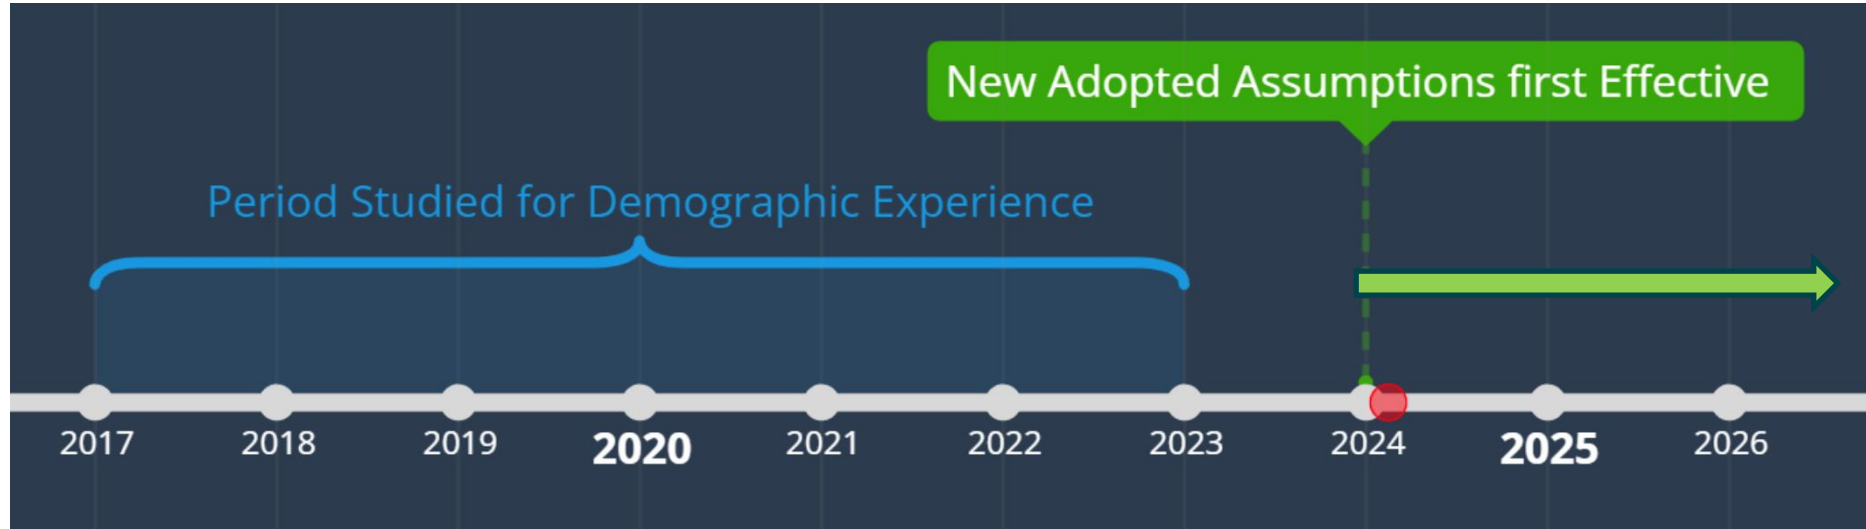 New Adopted Assumptions first Effective
Period Studied for Demographic Experience
2017 2018 2019 2020 2021 2022 2023 2024 2025 2026